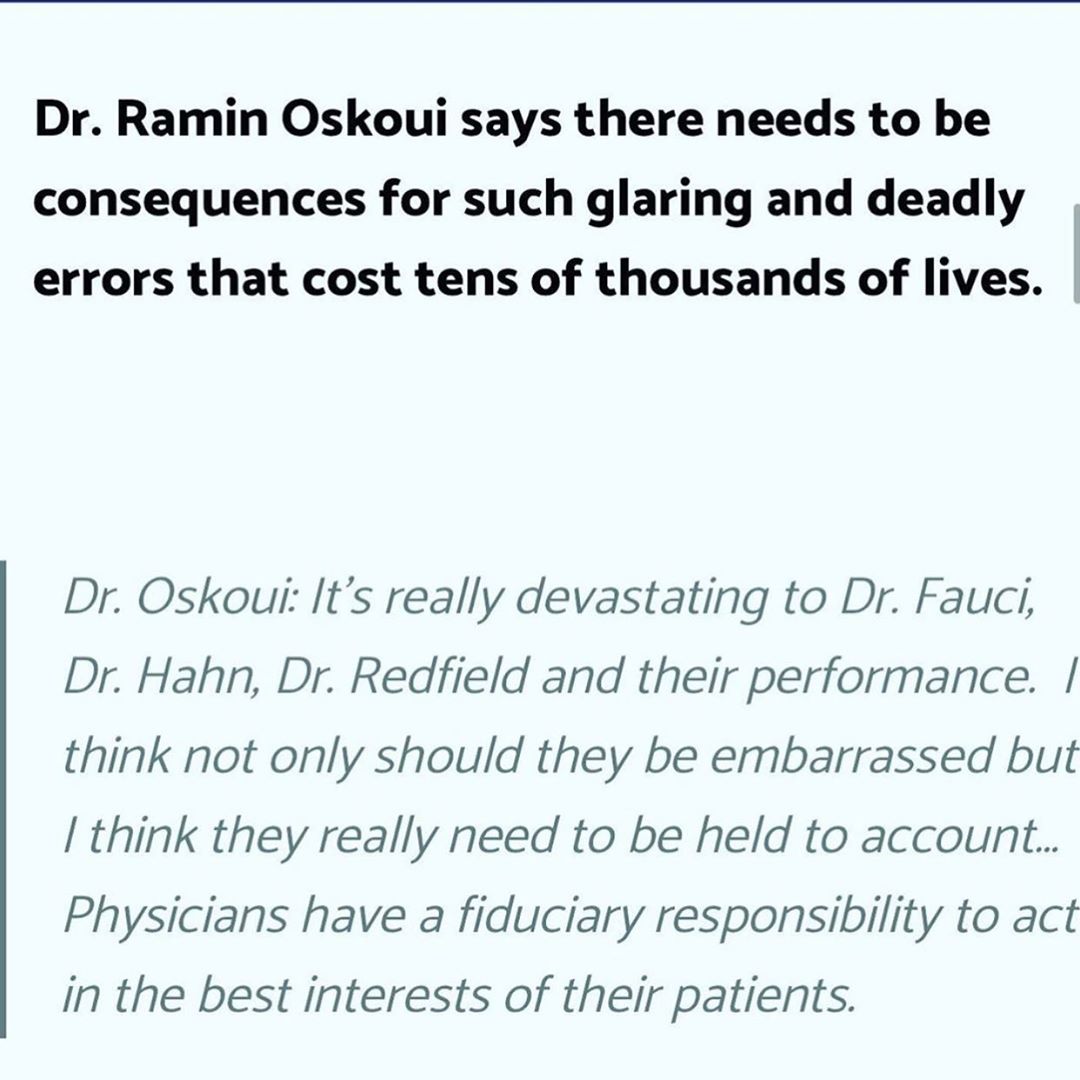 Dr. Ramin Oskoui says there needs to be
consequences for such glaring and deadly
errors that cost tens of thousands of lives.
Dr. Oskoui: It’s really devastating to Dr. Fauci,
Dr. Hahn, Dr. Redfield and their performance.  I
think not only should they be embarrassed but
I think they really need to be held to account…
Physicians have a fiduciary responsibility to act
in the best interests of their patients.